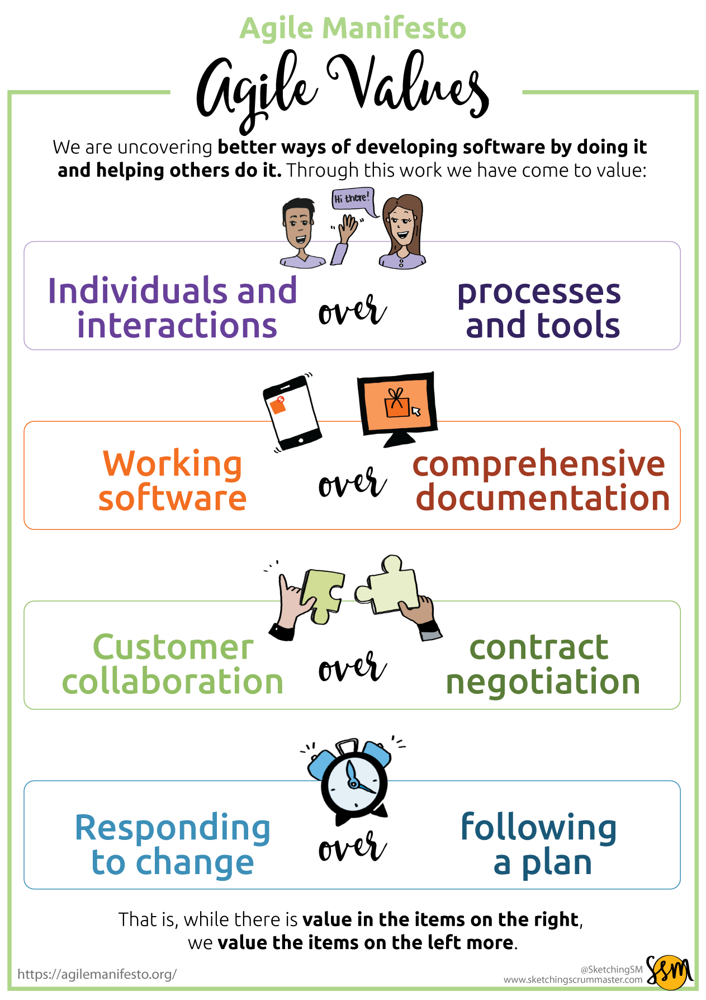 Agile Manifesto
Agile Values
We are uncovering better ways of developing software by doing it
and helping others do it. Through this work we have come to value:
Hi there!
Individuals and
interactions
over
processes
and tools
5
Working
software
over
comprehensive
documentation
Customer
collaboration
over
contract
negotiation
Responding
to change
over
following
a plan
That is, while there is value in the items on the right,
we value the items on the left more.
https://agilemanifesto.org/
@SketchingSM
www.sketchingscrummaster.com
SSM